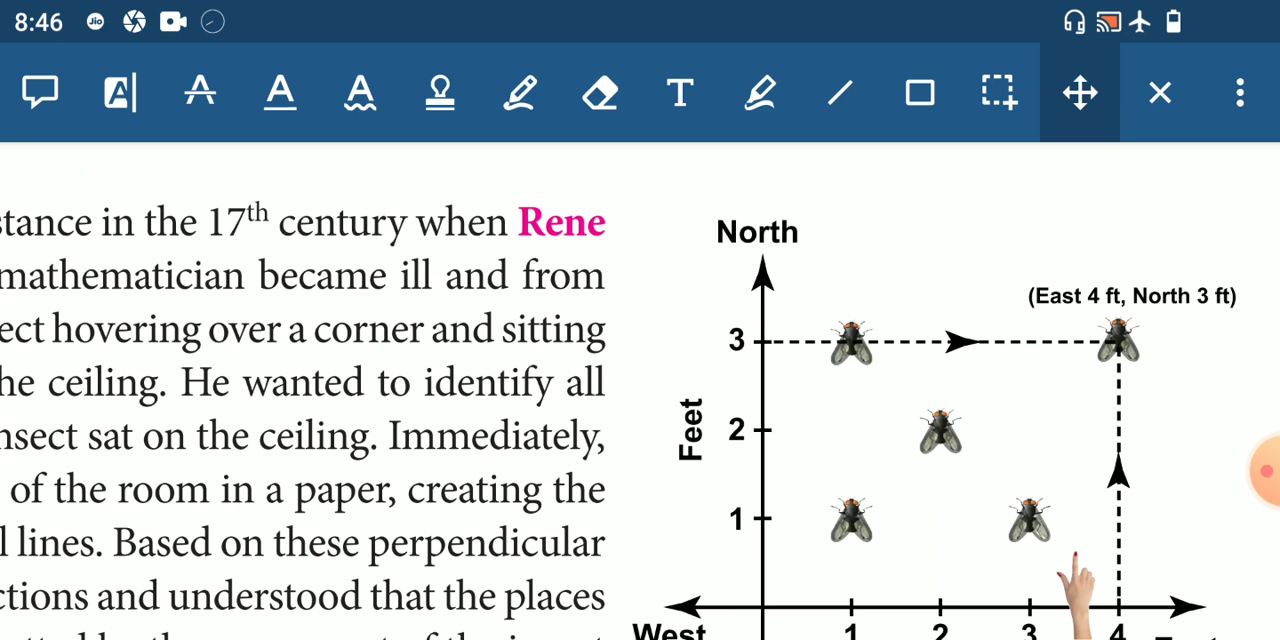 8:46
Jio
A
A
A
A
T
stance in the 17th century when Rene
mathematician became ill and from
ect hovering over a corner and sitting
he ceiling. He wanted to identify all
nsect sat on the ceiling. Immediately,
of the room in a paper, creating the
l lines. Based on these perpendicular
ctions and understood that the places
North
(East 4 ft, North 3 ft)
3
Feet
2
1
West
1 2 3 4